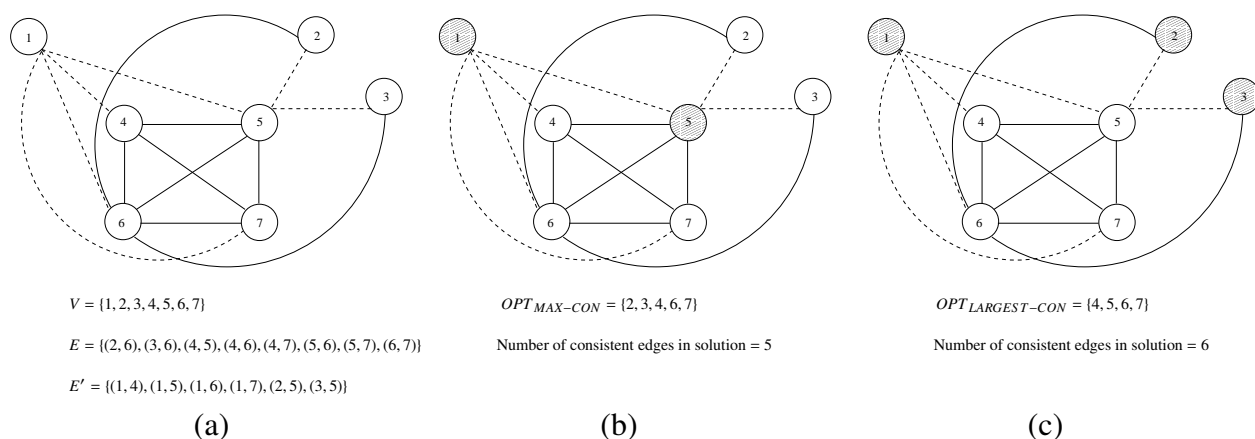 1
2
3
4
5
6
7
V = {1, 2, 3, 4, 5, 6, 7}
E = {(2, 6), (3, 6), (4, 5), (4, 6), (4, 7), (5, 6), (5, 7), (6, 7)}
E′ = {(1, 4), (1, 5), (1, 6), (1, 7), (2, 5), (3, 5)}
(a)
1
2
3
4
5
6
7
OPT_{MAX−CON} = {2, 3, 4, 6, 7}
Number of consistent edges in solution = 5
(b)
1
2
3
4
5
6
7
OPT_{LARGEST−CON} = {4, 5, 6, 7}
Number of consistent edges in solution = 6
(c)